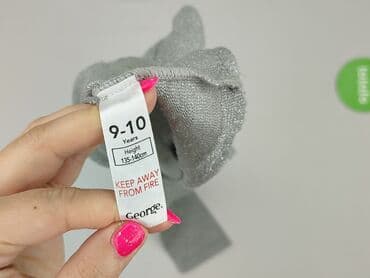 9-10
Years
Height
135-140cm
KEEP AWAY
FROM FIRE
George.